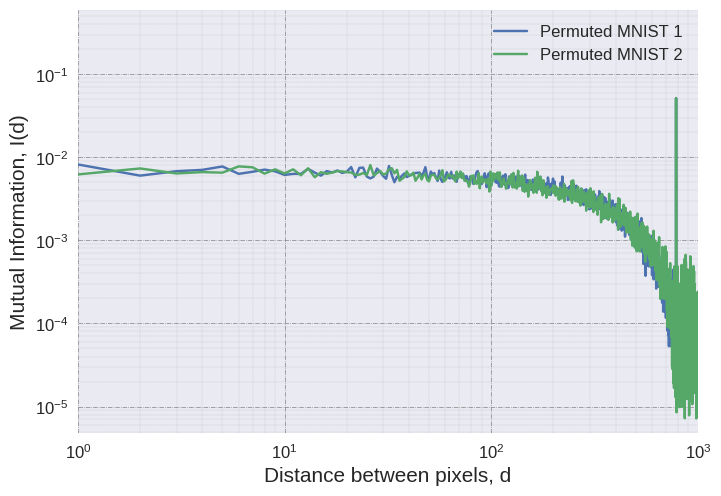 Permuted MNIST 1
Permuted MNIST 2
Mutual Information, I(d)
10⁻¹
10⁻²
10⁻³
10⁻⁴
10⁻⁵
10⁰ 10¹ 10² 10³
Distance between pixels, d